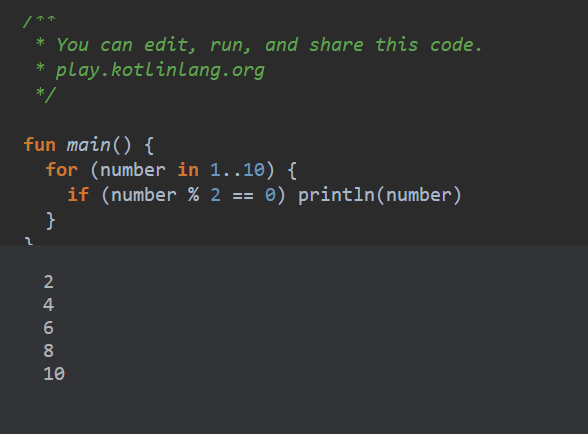 /**
* You can edit, run, and share this code.
* play.kotlinlang.org
*/
fun main() {
for (number in 1..10) {
if (number % 2 == 0) println(number)
}
}
2
4
6
8
10